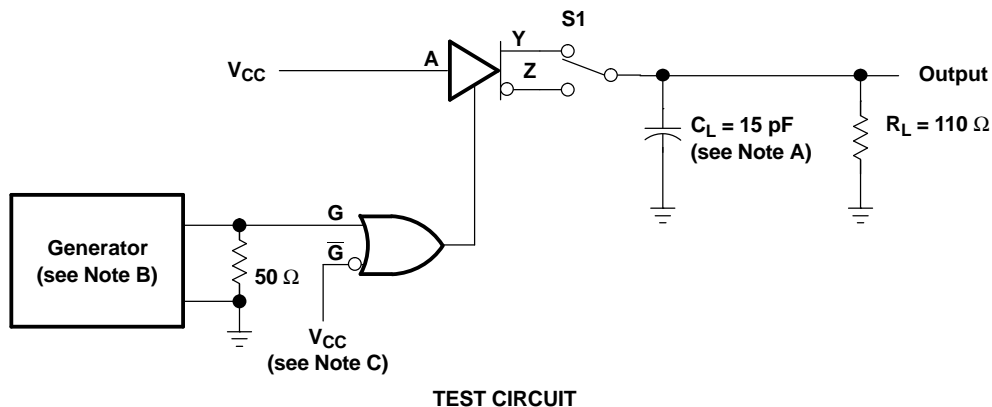 S1
Y
A
Z
VCC
Output
CL = 15 pF
(see Note A)
RL = 110 Ω
G
G̅
Generator
(see Note B)
50 Ω
VCC
(see Note C)
TEST CIRCUIT